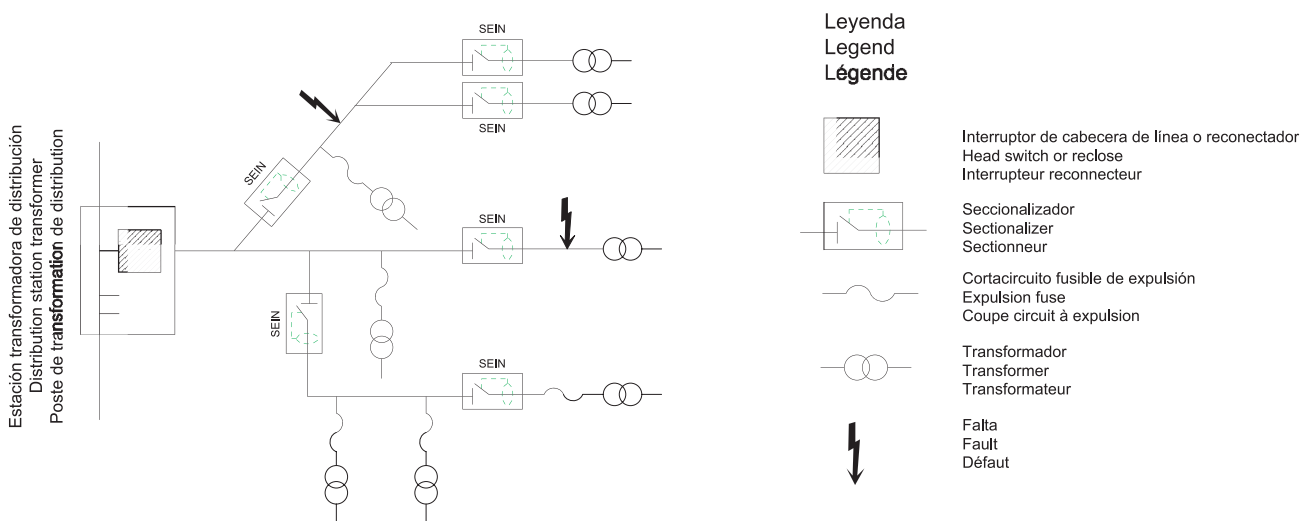 Estación transformadora de distribución
Distribution station transformer
Poste de transformation de distribution
SEIN
SEIN
SEIN
SEIN
SEIN
SEIN
Leyenda
Legend
Légende
Interruptor de cabecera de línea o reconectador
Head switch or reclose
Interrupteur reconnecteur
Seccionalizador
Sectionalizer
Sectionneur
Cortacircuito fusible de expulsión
Expulsion fuse
Coupe circuit à expulsion
Transformador
Transformer
Transformateur
Falta
Fault
Défaut